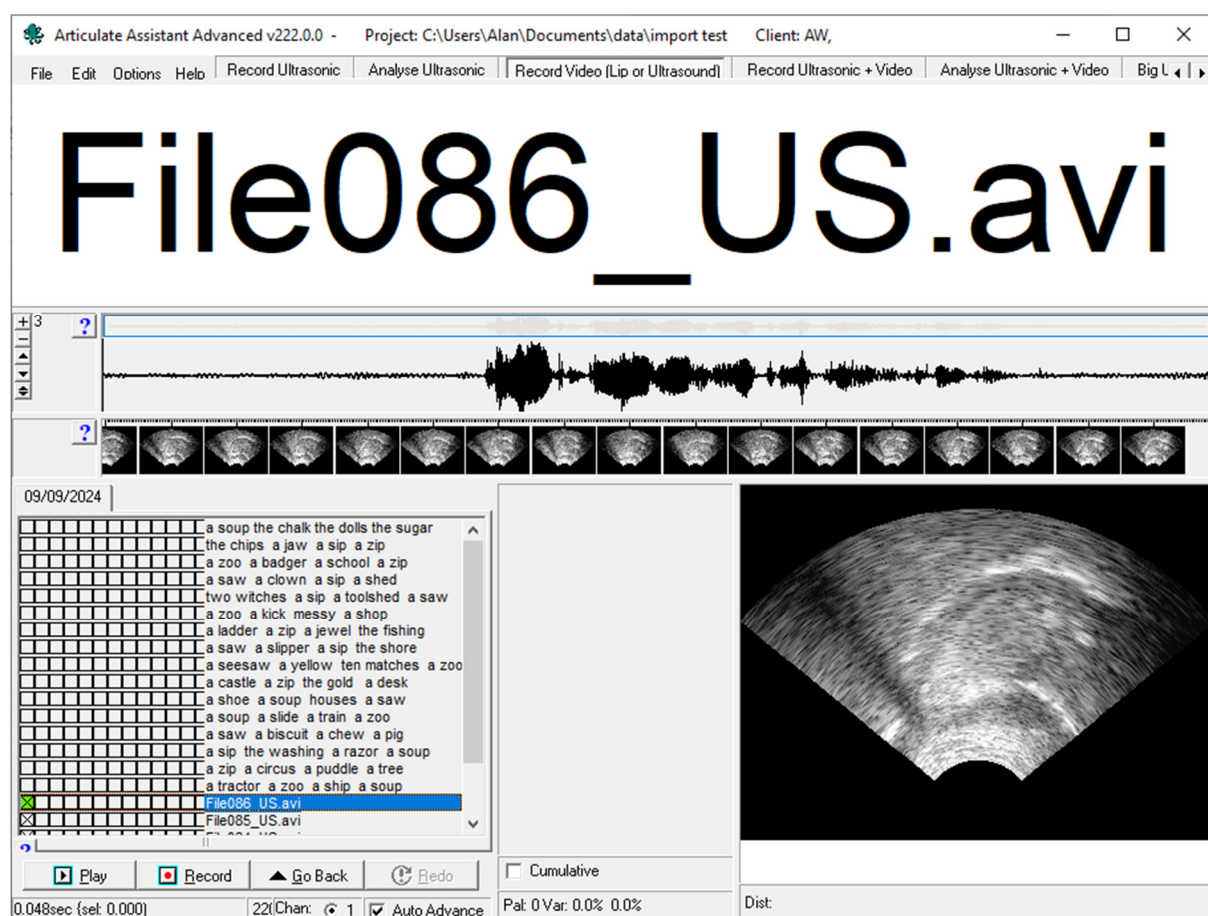 Articulate Assistant Advanced v222.0.0 - Project: C:\Users\Alan\Documents\data\import test Client: AW,
File Edit Options Help Record Ultrasonic Analyse Ultrasonic Record Video (Lip or Ultrasound) Record Ultrasonic + Video Analyse Ultrasonic + Video Big
File086_US.avi
3 ?
?
09/09/2024
a soup the chalk the dolls the sugar
the chips a jaw a sip a zip
a zoo a badger a school a zip
a saw a clown a sip a shed
two witches a sip a toolshed a saw
a zoo a kick messy a shop
a ladder a zip a jewel the fishing
a saw a slipper a sip the shore
a seesaw a yellow ten matches a zoo
a castle a zip the gold a desk
a shoe a soup houses a saw
a soup a slide a train a zoo
a saw a biscuit a chew a pig
a sip the washing a razor a soup
a zip a circus a puddle a tree
a tractor a zoo a ship a soup
File086_US.avi
File085_US.avi
?
Play Record Go Back Redo
Cumulative
0.048sec {sel: 0.000} Chan: 1 Auto Advance
Pal: 0 Var: 0.0% 0.0%
Dist: